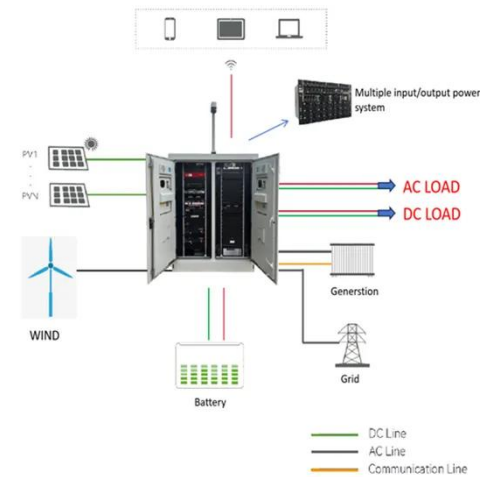 Multiple input/output power
system
PV1
PVN
AC LOAD
DC LOAD
Generstion
WIND
Grid
Battery
DC Line
AC Line
Communication Line